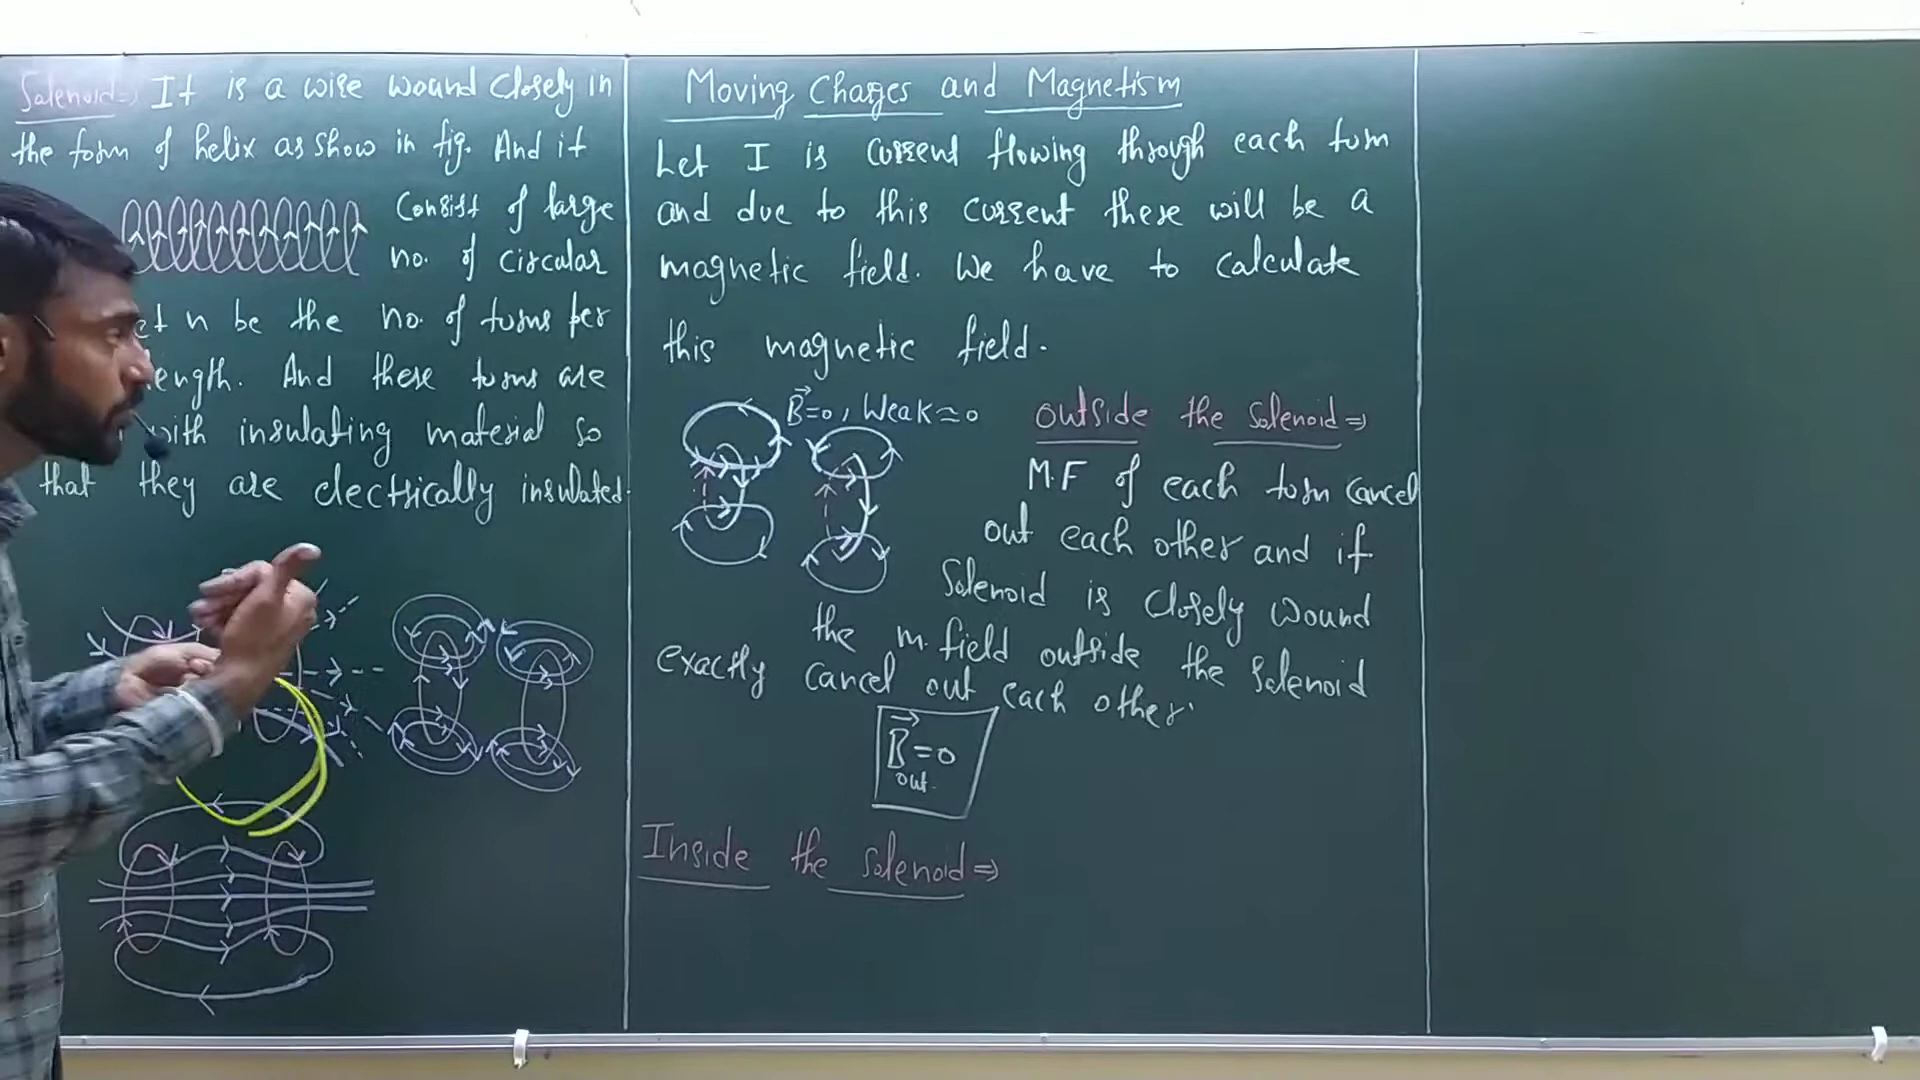 Solenoid⇒ It is a wire wound Closely in
the form of helix as show in fig. And it
Consist of large
no. of circular
n be the no. of turns per
length. And these turns are
with insulating material so
that they are electrically insulated.
Moving Charges and Magnetism
Let I is current flowing through each turn
and due to this current there will be a
magnetic field. We have to calculate
this magnetic field.
B⃗=0, Weak≈0
Outside the Solenoid⇒
M.F of each turn cancel
out each other and if
Solenoid is Closely wound
the m.field outside the Solenoid
exactly cancel out each other.
B⃗=0
out.
Inside the solenoid⇒